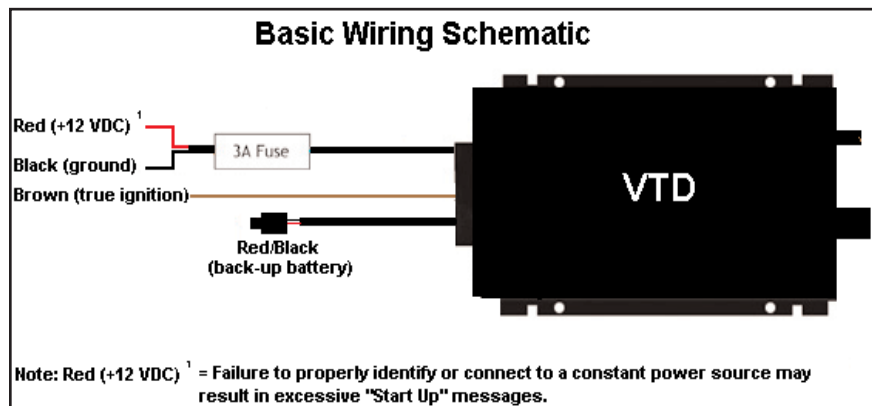 Basic Wiring Schematic
Red (+12 VDC) 1
3A Fuse
Black (ground)
Brown (true ignition)
VTD
Red/Black
(back-up battery)
Note: Red (+12 VDC) 1 = Failure to properly identify or connect to a constant power source may
result in excessive "Start Up" messages.